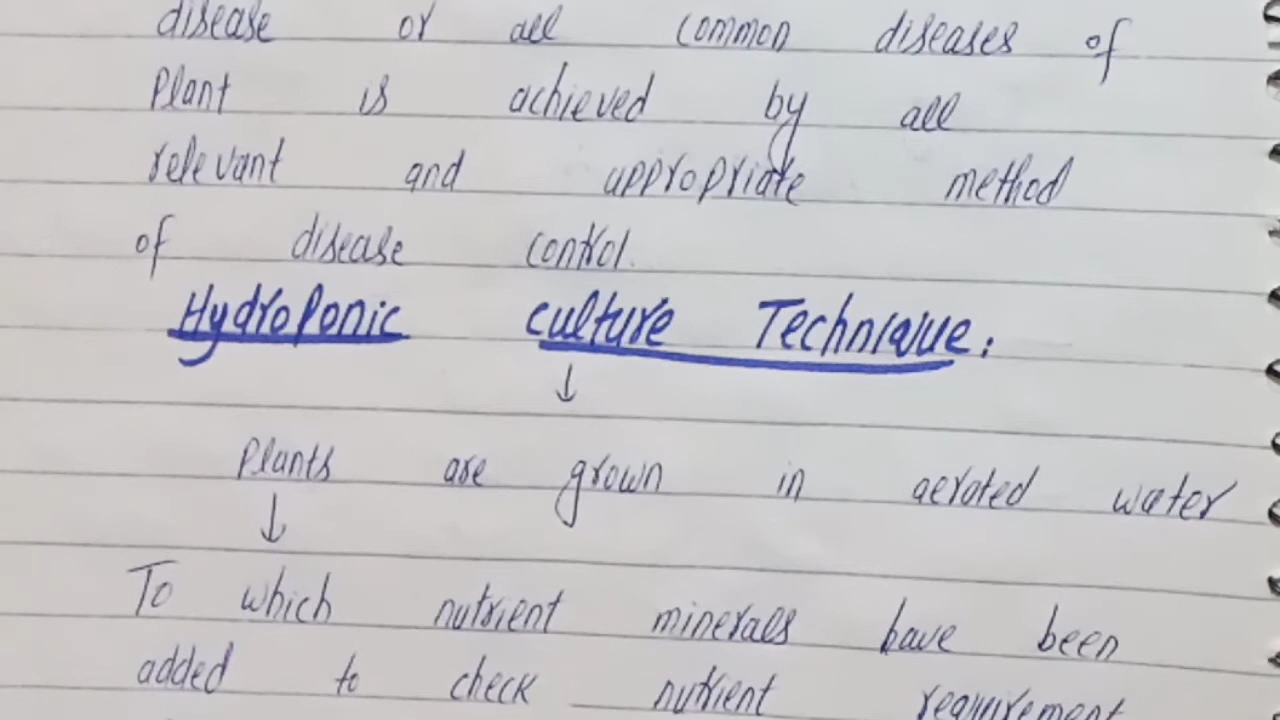 disease or all common diseases of
Plant is achieved by all
relevant and appropriate method
of disease control.
Hydroponic culture Technique:
↓
Plants are grown in aerated water
↓
To which nutrient minerals have been
added to check nutrient requirement